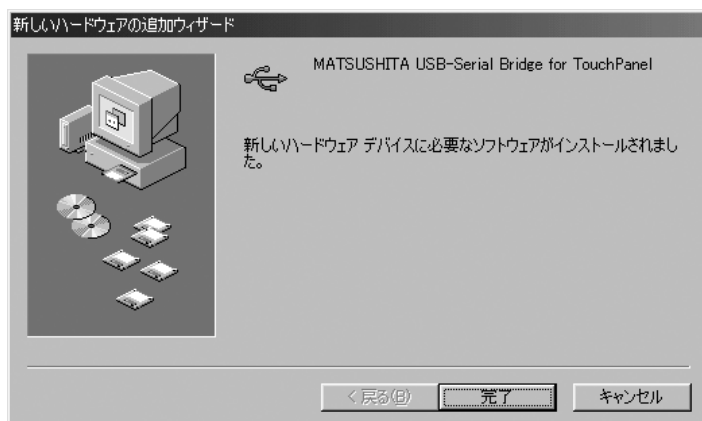 新しいハードウェアの追加ウィザード
MATSUSHITA USB-Serial Bridge for TouchPanel
新しいハードウェア デバイスに必要なソフトウェアがインストールされまし
た。
< 戻る(B)
完了
キャンセル